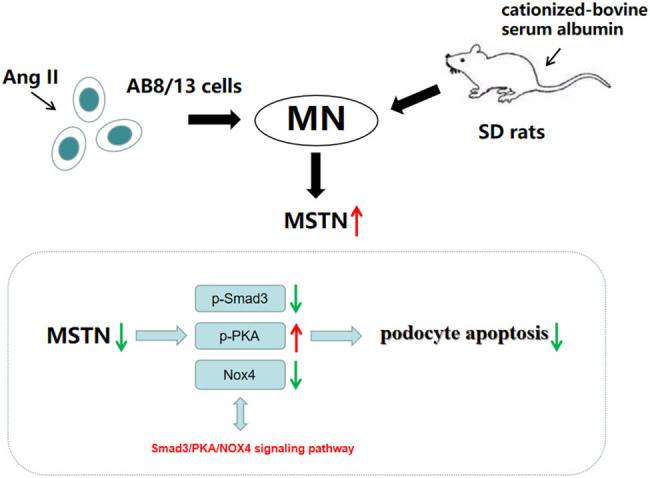 cationized-bovine
serum albumin
Ang II
AB8/13 cells
MN
SD rats
MSTN
p-Smad3
MSTN
p-PKA
podocyte apoptosis
Nox4
Smad3/PKA/NOX4 signaling pathway